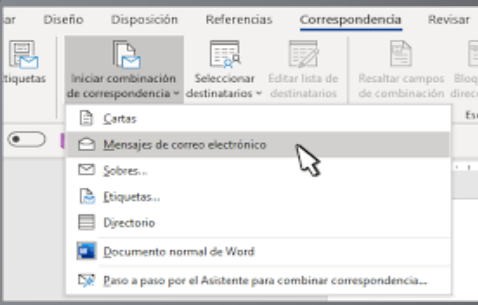 ar Diseño Disposición Referencias Correspondencia Revisar
tiquetas
Iniciar combinación de correspondencia
Seleccionar destinatarios
Editar lista de destinatarios
Resaltar campos de combinación
Bloq
direc
Es
Cartas
Mensajes de correo electrónico
Sobres...
Etiquetas...
Directorio
Documento normal de Word
Paso a paso por el Asistente para combinar correspondencia...